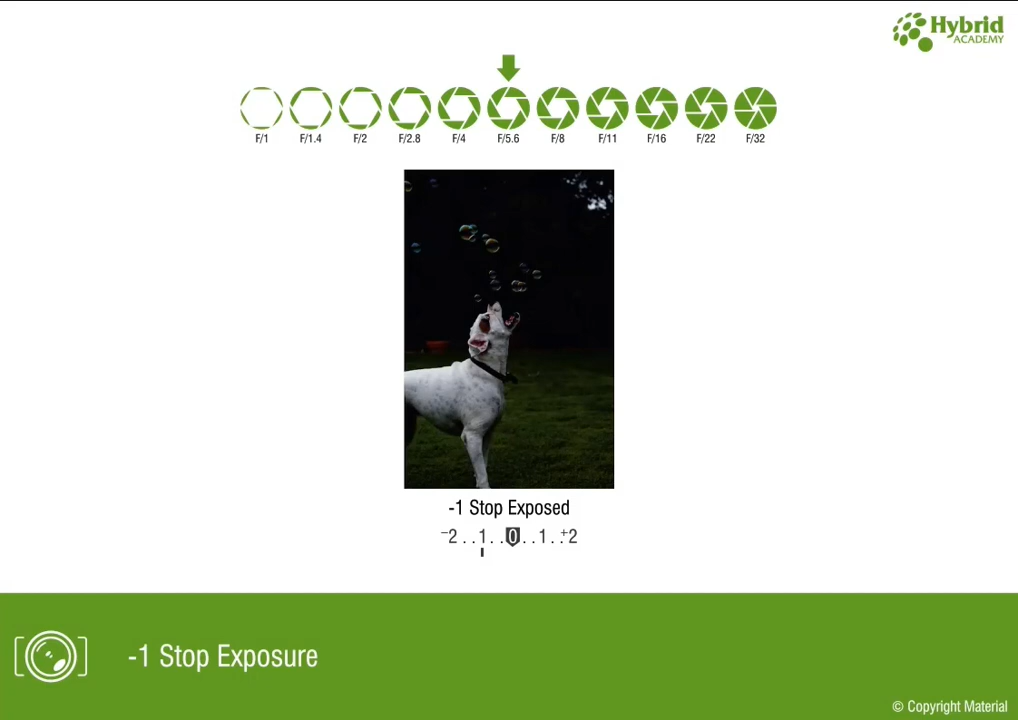 Hybrid
ACADEMY
F/1 F/1.4 F/2 F/2.8 F/4 F/5.6 F/8 F/11 F/16 F/22 F/32
-1 Stop Exposed
−2..1..0..1..+2
-1 Stop Exposure
© Copyright Material